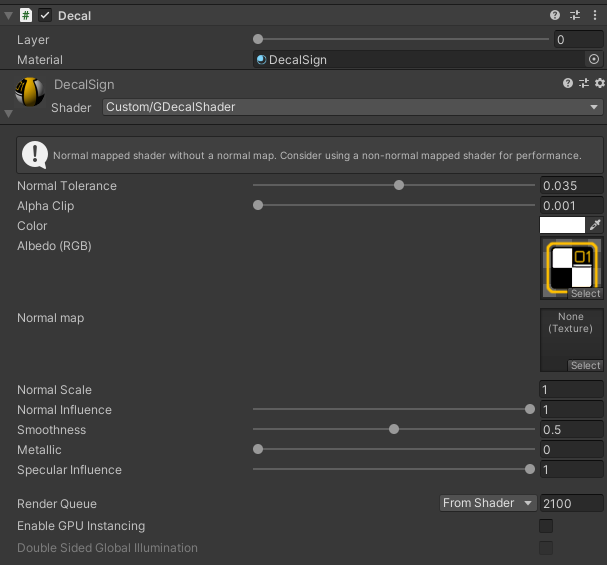 Decal
Layer 0
Material DecalSign
DecalSign
Shader Custom/GDecalShader
Normal mapped shader without a normal map. Consider using a non-normal mapped shader for performance.
Normal Tolerance 0.035
Alpha Clip 0.001
Color
Albedo (RGB)
01
Select
Normal map
None
(Texture)
Select
Normal Scale 1
Normal Influence 1
Smoothness 0.5
Metallic 0
Specular Influence 1
Render Queue From Shader 2100
Enable GPU Instancing
Double Sided Global Illumination